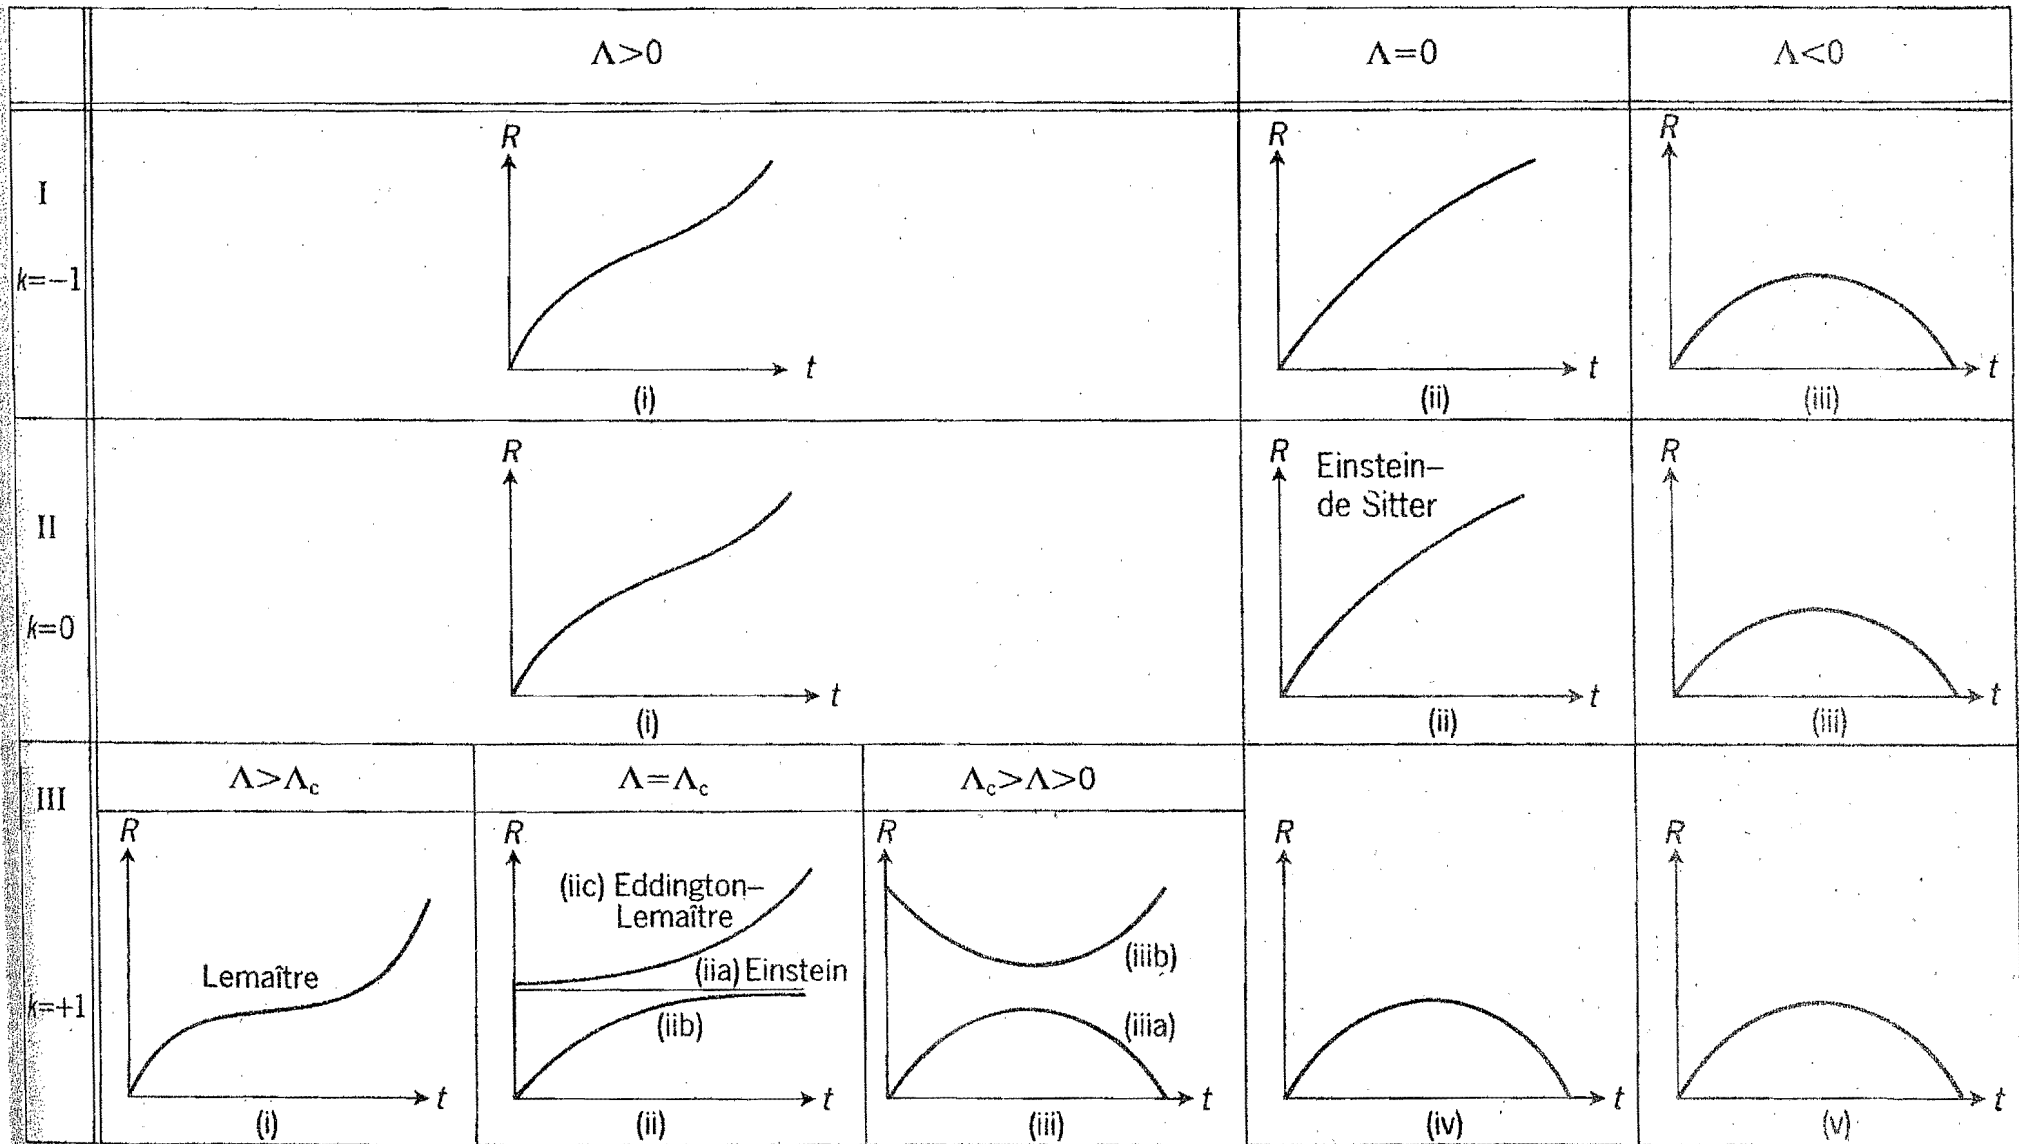 Λ>0
Λ=0
Λ<0
I
k=-1
R
t
(i)
R
t
(ii)
R
t
(iii)
II
k=0
R
t
(i)
R
Einstein–
de Sitter
t
(ii)
R
t
(iii)
III
k=+1
Λ>Λc
R
Lemaître
t
(i)
Λ=Λc
R
(iic) Eddington–
Lemaître
(iia) Einstein
(iib)
t
(ii)
Λc>Λ>0
R
(iiib)
(iiia)
t
(iii)
R
t
(iv)
R
t
(v)